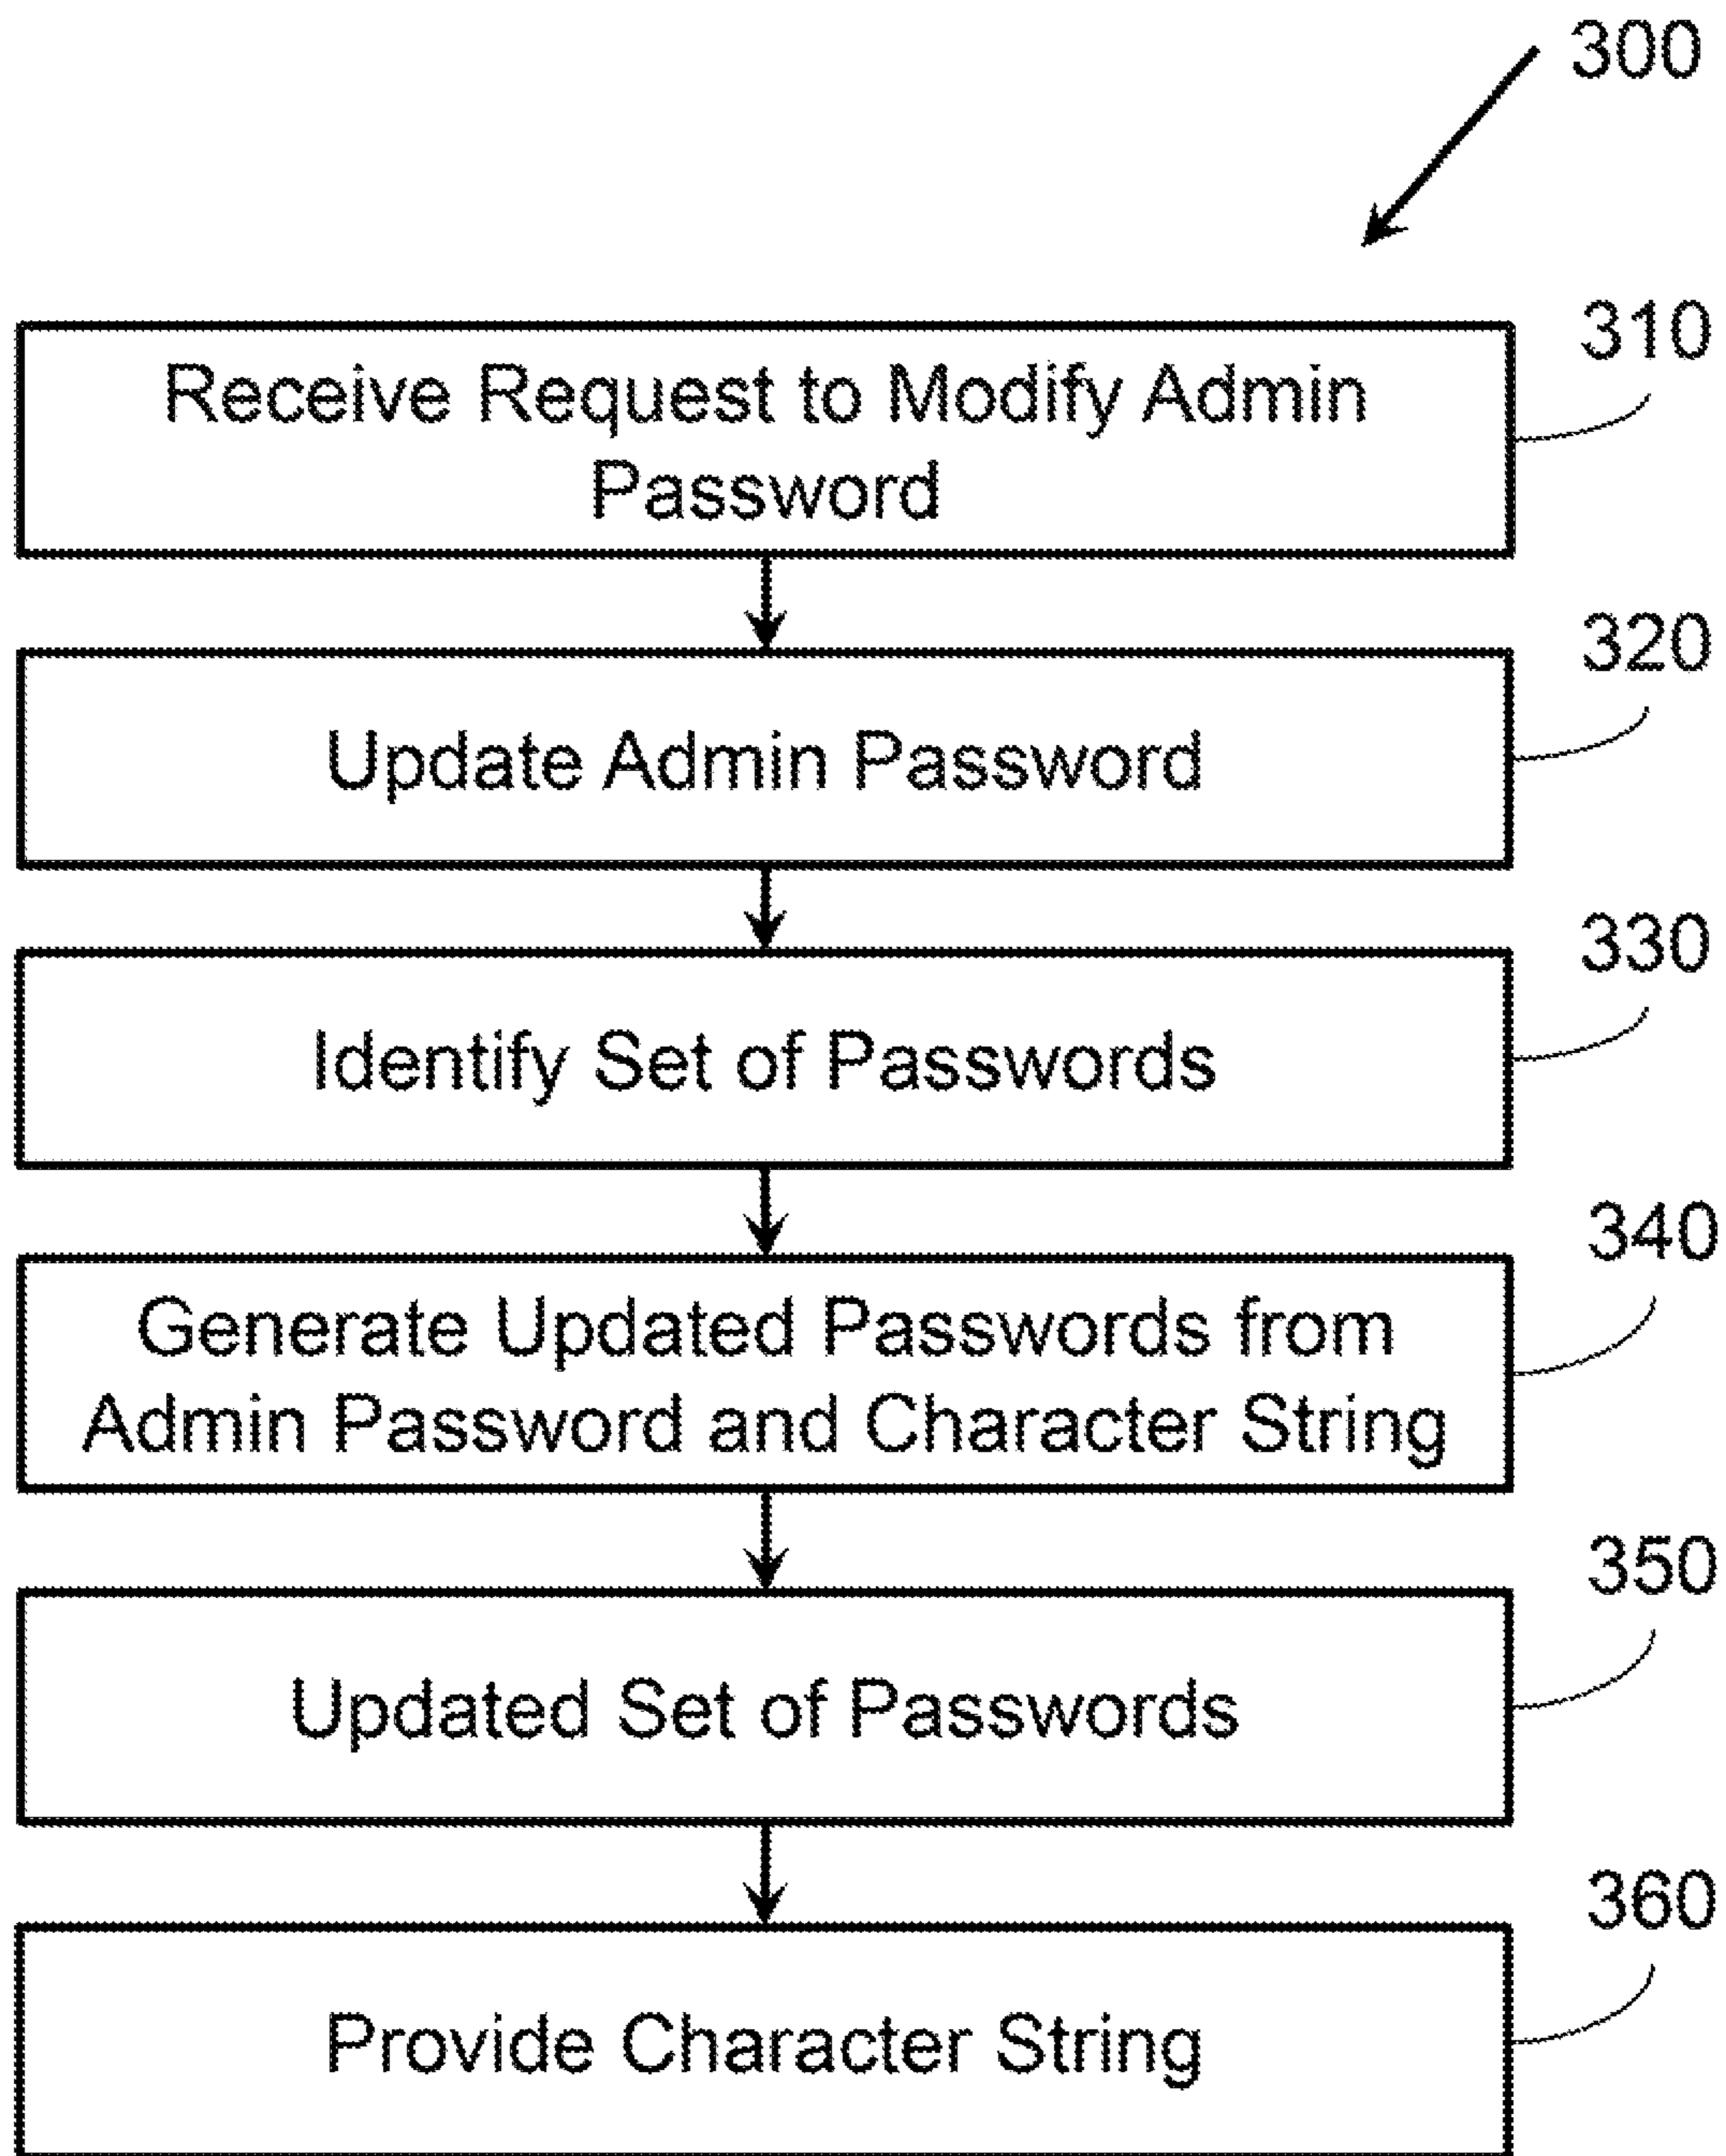 300
310
Receive Request to Modify Admin
Password
320
Update Admin Password
330
Identify Set of Passwords
340
Generate Updated Passwords from
Admin Password and Character String
350
Updated Set of Passwords
360
Provide Character String